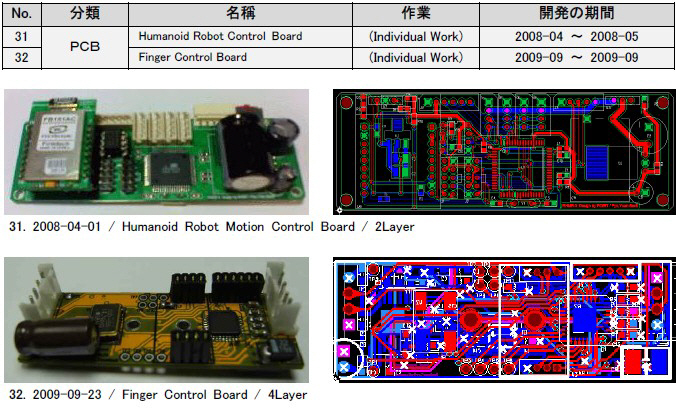 No. 分類 名稱 作業 開発の期間
31 PCB Humanoid Robot Control Board (Individual Work) 2008-04 ~ 2008-05
32 Finger Control Board (Individual Work) 2009-09 ~ 2009-09
FB151AC
Firmtech
31. 2008-04-01 / Humanoid Robot Motion Control Board / 2Layer
32. 2009-09-23 / Finger Control Board / 4Layer